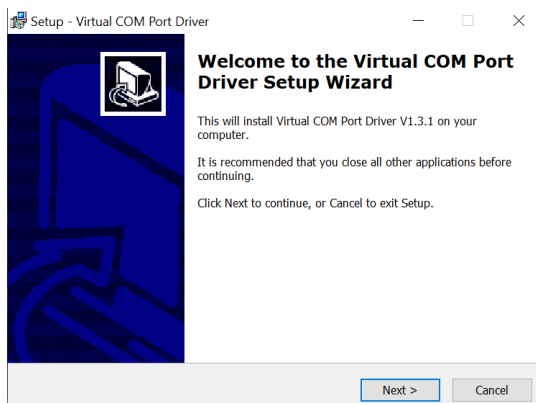 Setup - Virtual COM Port Driver
Welcome to the Virtual COM Port
Driver Setup Wizard
This will install Virtual COM Port Driver V1.3.1 on your
computer.
It is recommended that you close all other applications before
continuing.
Click Next to continue, or Cancel to exit Setup.
Next >
Cancel